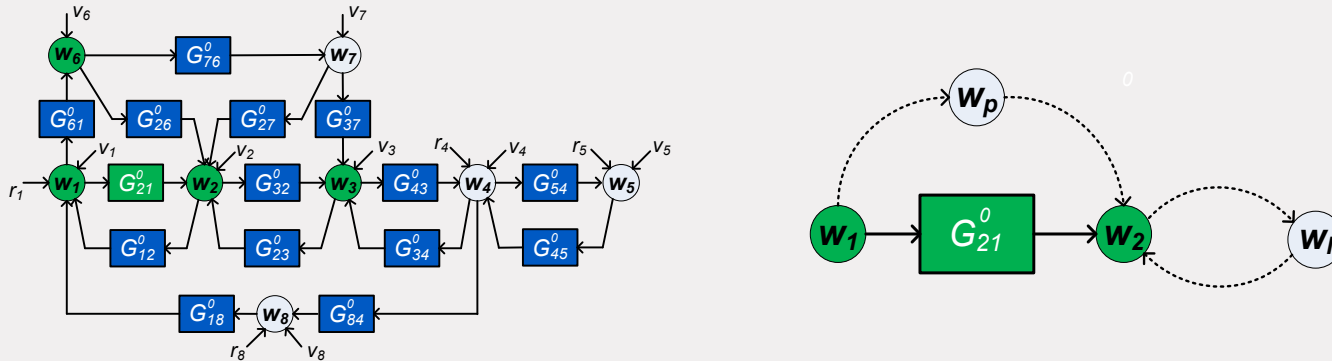 v6 v7
w6 G⁰76 w7
G⁰61 G⁰26 G⁰27 G⁰37
v1 v2 v3 r4 v4 r5 v5
r1 w1 G⁰21 w2 G⁰32 w3 G⁰43 w4 G⁰54 w5
G⁰12 G⁰23 G⁰34 G⁰45
G⁰18 w8 G⁰84
r8 v8
0
wp
w1 G⁰21 w2